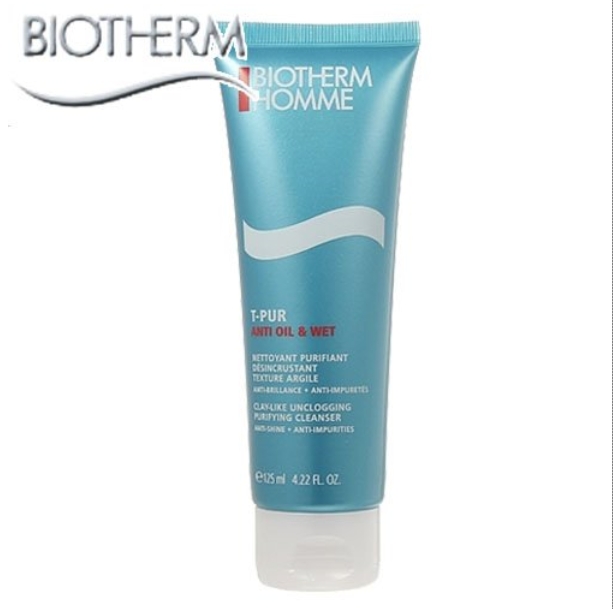 BIOTHERM
BIOTHERM
HOMME
T-PUR
ANTI OIL & WET
NETTOYANT PURIFIANT
DÉSINCRUSTANT
TEXTURE ARGILE
ANTI-BRILLANCE • ANTI-IMPURETÉS
CLAY-LIKE UNCLOGGING
PURIFYING CLEANSER
ANTI-SHINE • ANTI-IMPURITIES
℮125 ml 4.22 FL. OZ.